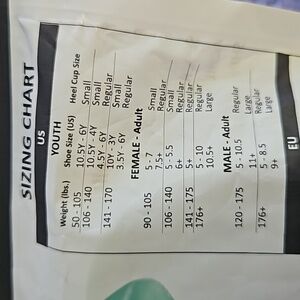 SIZING CHART
US
YOUTH
Weight (lbs.) Shoe Size (US) Heel Cup Size
50 - 105 10.5Y - 6Y Small
106 - 140 10.5Y - 4Y Small
4.5Y - 6Y Regular
141 - 170 10Y - 3Y Small
3.5Y - 6Y Regular
FEMALE - Adult
90 - 105 5 - 7 Small
7.5+ Regular
106 - 140 5 - 5.5 Small
6+ Regular
141 - 175 5+ Regular
176+ 5 - 10 Regular
10.5+ Large
MALE - Adult
120 - 175 5 - 10.5 Regular
11+ Large
176+ 5 - 8.5 Regular
9+ Large
EU